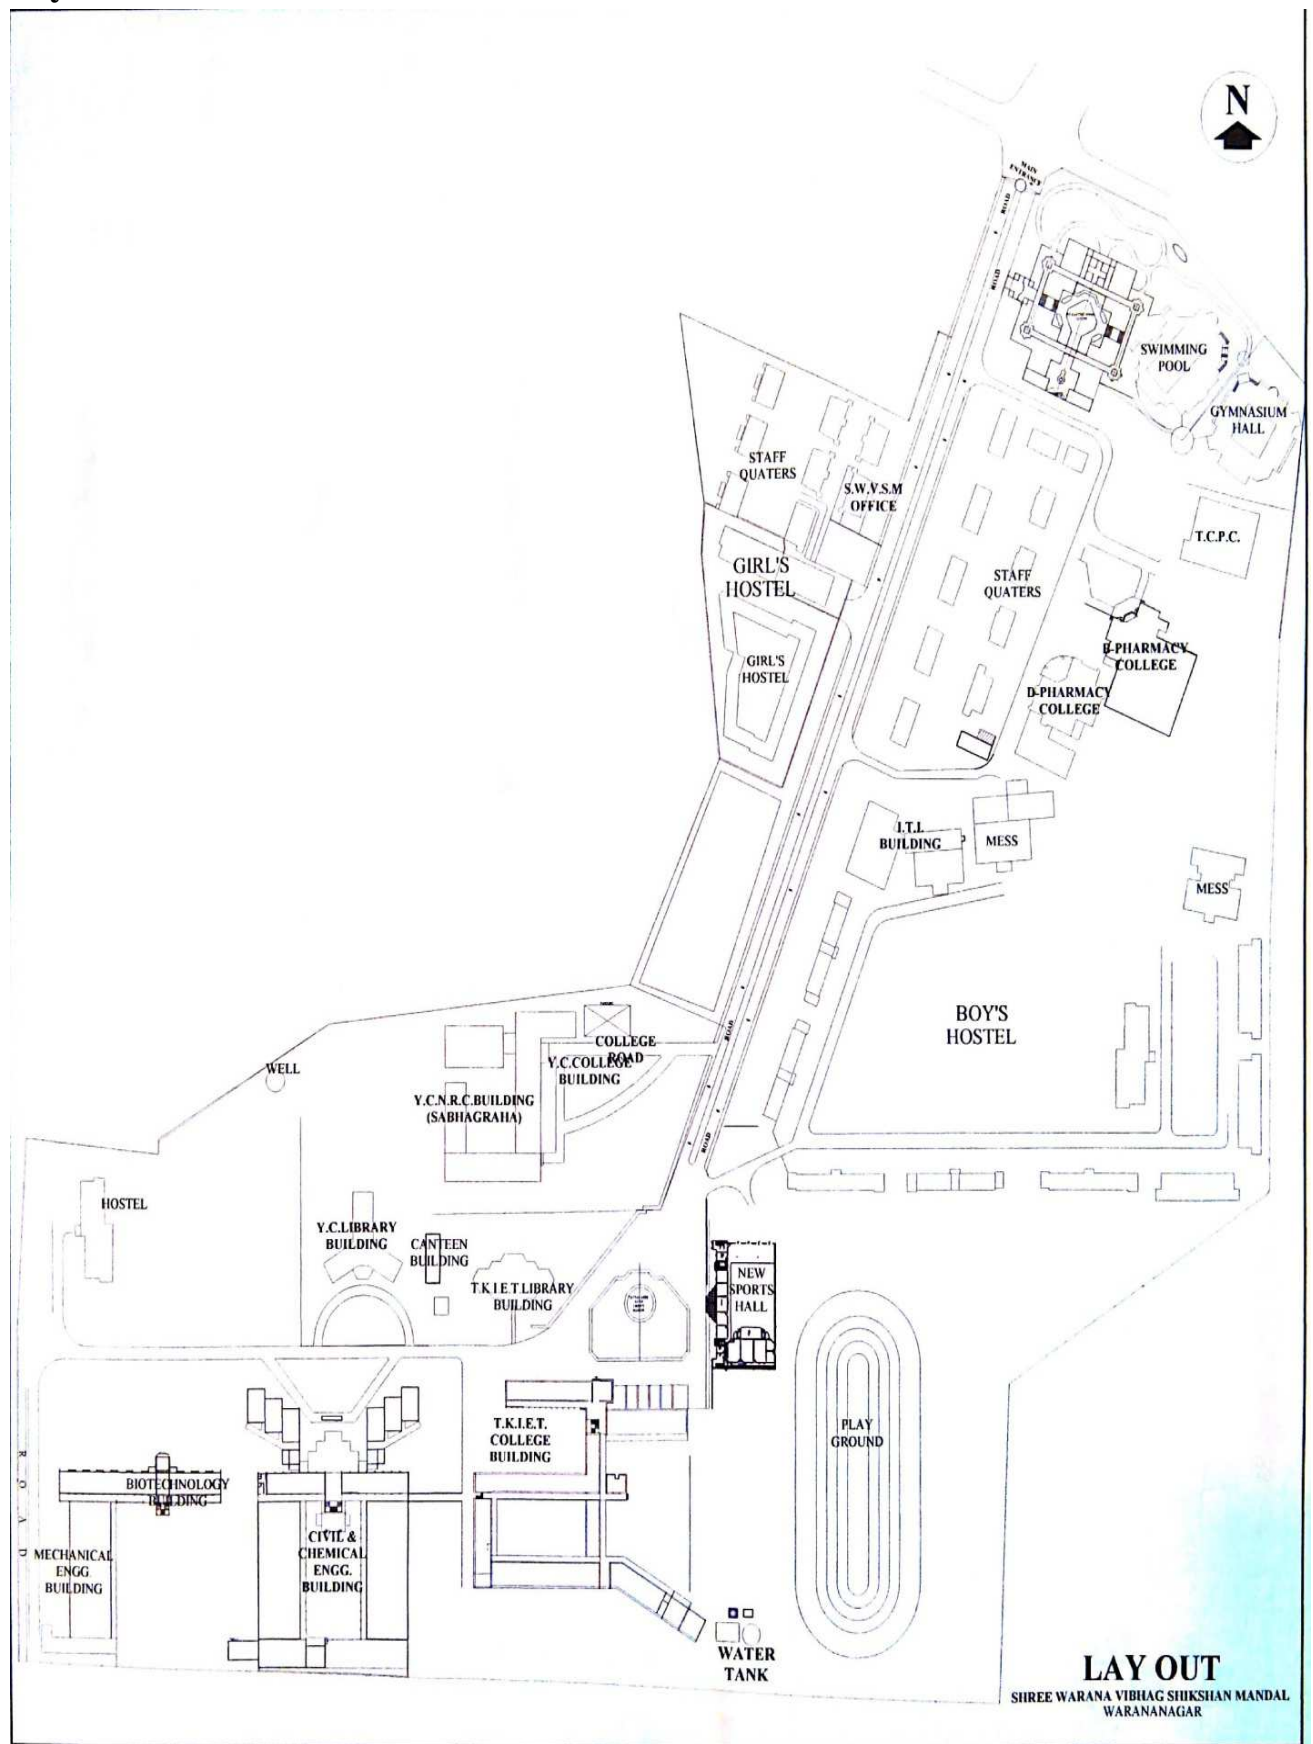 N
MAIN
ENTRANCE
ROAD
ROAD
SWIMMING
POOL
GYMNASIUM
HALL
STAFF
QUATERS
S.W.V.S.M
OFFICE
T.C.P.C.
GIRL'S
HOSTEL
STAFF
QUATERS
B-PHARMACY
COLLEGE
GIRL'S
HOSTEL
D-PHARMACY
COLLEGE
I.T.I.
BUILDING
MESS
MESS
BOY'S
HOSTEL
ROAD
COLLEGE
ROAD
Y.C.COLLEGE
BUILDING
WELL
Y.C.N.R.C.BUILDING
(SABHAGRAHA)
ROAD
HOSTEL
Y.C.LIBRARY
BUILDING
CANTEEN
BUILDING
T.K.I.E.T.LIBRARY
BUILDING
NEW
SPORTS
HALL
PLAY
GROUND
T.K.I.E.T.
COLLEGE
BUILDING
ROAD
BIOTECHNOLOGY
BUILDING
CIVIL &
CHEMICAL
ENGG.
BUILDING
MECHANICAL
ENGG.
BUILDING
WATER
TANK
LAY OUT
SHREE WARANA VIBHAG SHIKSHAN MANDAL
WARANANAGAR